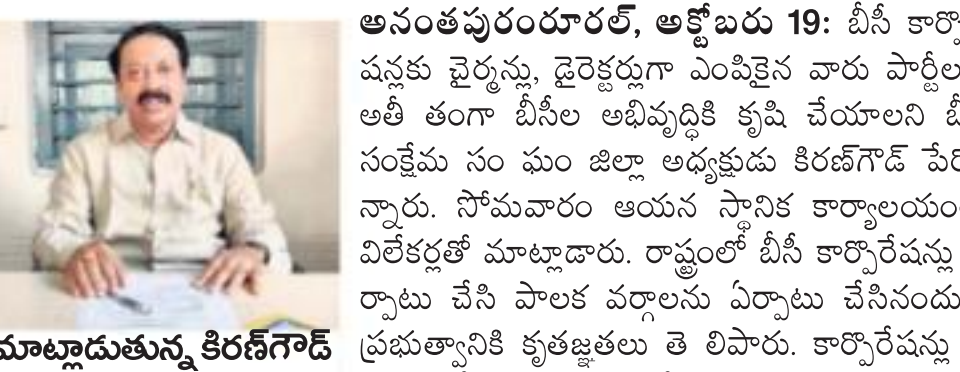 అనంతపురంరూరల్, అక్టోబరు 19: బీసీ
షన్లకు చైర్మన్లు, డైరెక్టర్లుగా ఎంపికైన వారు పార్టీల
అతీ తంగా బీసీల అభివృద్ధికి కృషి చేయాలని
సంక్షేమ సం ఘం జిల్లా అధ్యక్షుడు కిరణ్‌గౌడ్
న్నారు. సోమవారం ఆయన స్థానిక
విలేకర్లతో మాట్లాడారు. రాష్ట్రంలో బీసీ కార్పొరేషన్లు
ర్పాటు చేసి పాలక వర్గాలను ఏర్పాటు
ప్రభుత్వానికి కృతజ్ఞతలు తె లిపారు. కార్పొరేషన్లు
మాట్లాడుతున్న కిరణ్‌గౌడ్